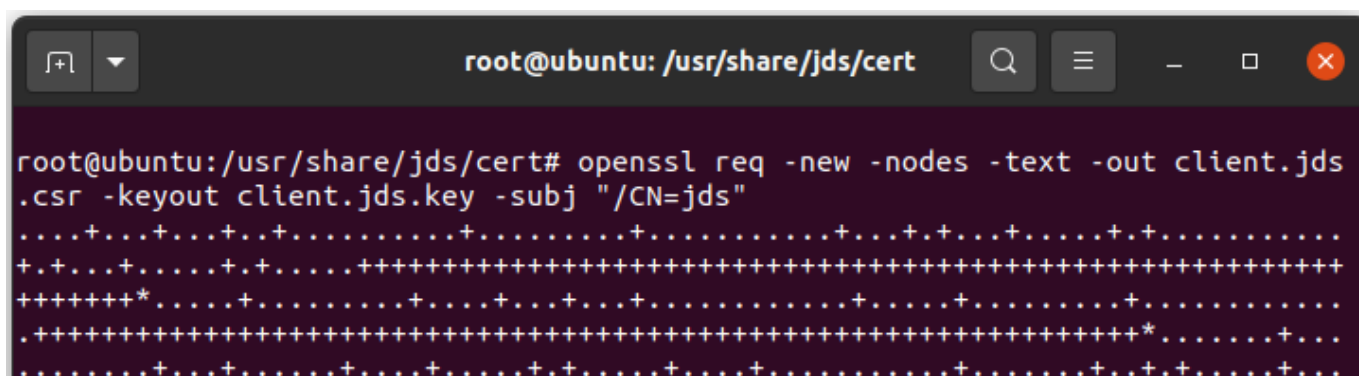 root@ubuntu: /usr/share/jds/cert
root@ubuntu:/usr/share/jds/cert# openssl req -new -nodes -text -out client.jds
.csr -keyout client.jds.key -subj "/CN=jds"
....+...+...+..+..........+.........+...........+...+.+...+.....+.+...........
+.+...+.....+.+.....++++++++++++++++++++++++++++++++++++++++++++++++++++++++++
+++++++*.....+.........+....+...+...+............+.....+.........+............
.+++++++++++++++++++++++++++++++++++++++++++++++++++++++++++++++++*.......+...
........+...+......+....+.....+.+.....+....+...........+.......+..+.+.....+...